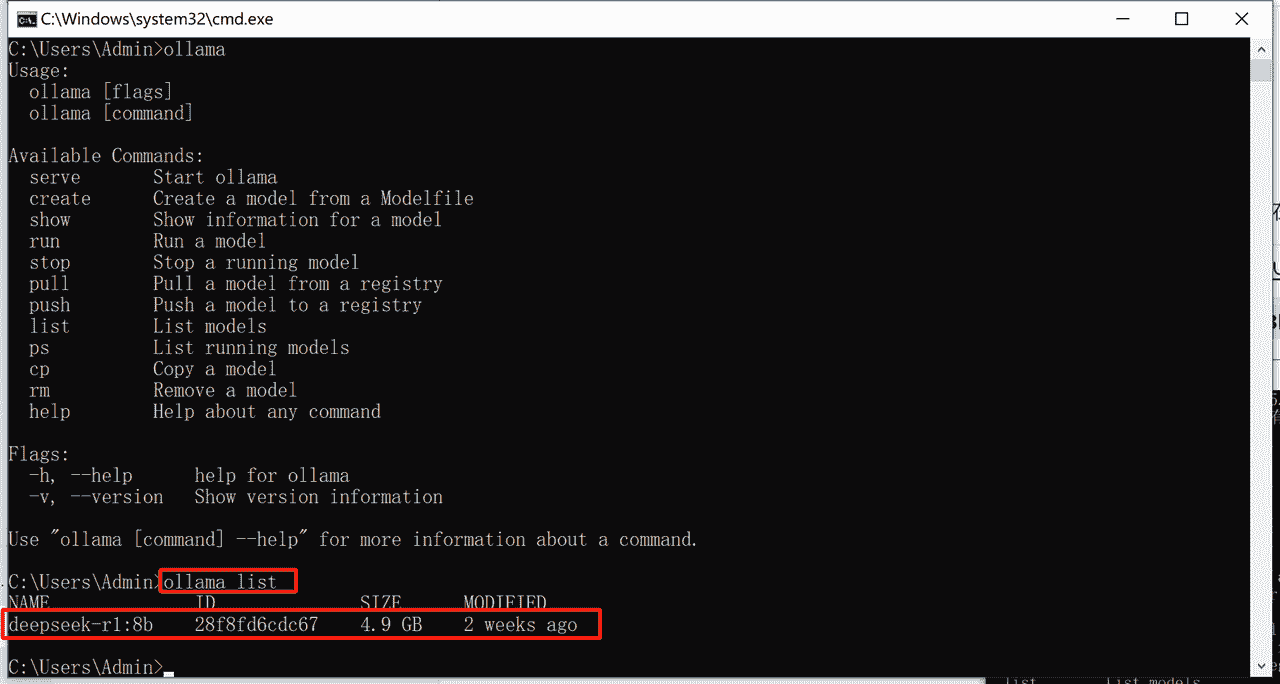 C:\Windows\system32\cmd.exe
C:\Users\Admin>ollama
Usage:
  ollama [flags]
  ollama [command]

Available Commands:
  serve       Start ollama
  create      Create a model from a Modelfile
  show        Show information for a model
  run         Run a model
  stop        Stop a running model
  pull        Pull a model from a registry
  push        Push a model to a registry
  list        List models
  ps          List running models
  cp          Copy a model
  rm          Remove a model
  help        Help about any command

Flags:
  -h, --help      help for ollama
  -v, --version   Show version information

Use "ollama [command] --help" for more information about a command.

C:\Users\Admin>ollama list
NAME              ID              SIZE      MODIFIED
deepseek-r1:8b    28f8fd6cdc67    4.9 GB    2 weeks ago

C:\Users\Admin>_
list        List models